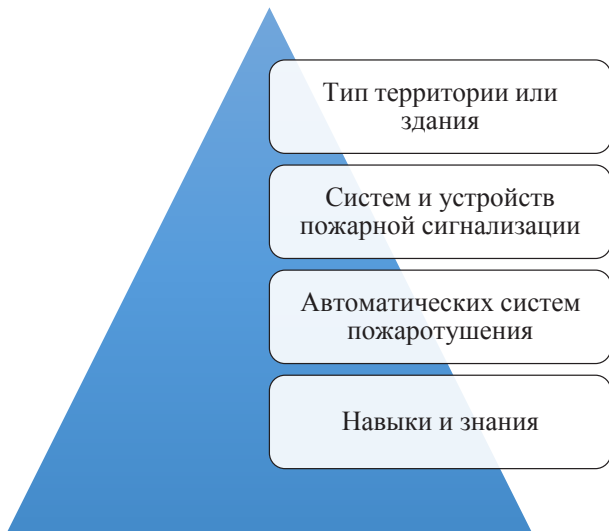 Тип территории или
здания
Систем и устройств
пожарной сигнализации
Автоматических систем
пожаротушения
Навыки и знания